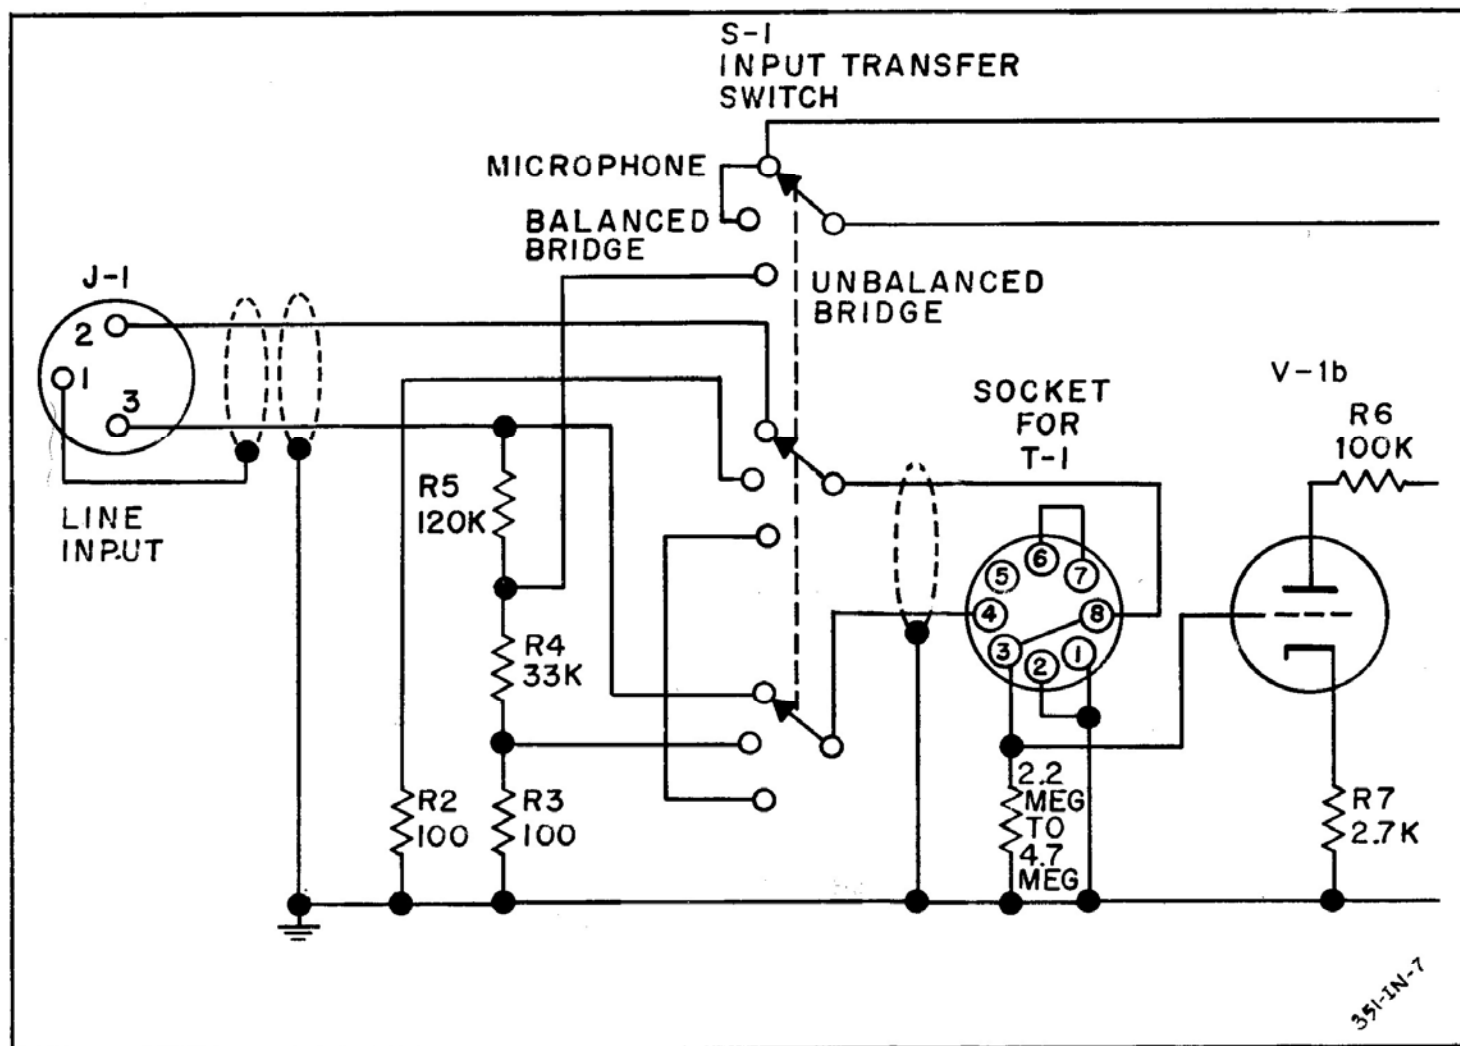 S-1
INPUT TRANSFER
SWITCH
MICROPHONE
BALANCED
BRIDGE
UNBALANCED
BRIDGE
J-1
2
1
3
LINE
INPUT
R5
120K
R4
33K
R2
100
R3
100
SOCKET
FOR
T-1
6
5
7
4
8
3
2
1
2.2
MEG
TO
4.7
MEG
V-1b
R6
100K
R7
2.7K
351-IN-7